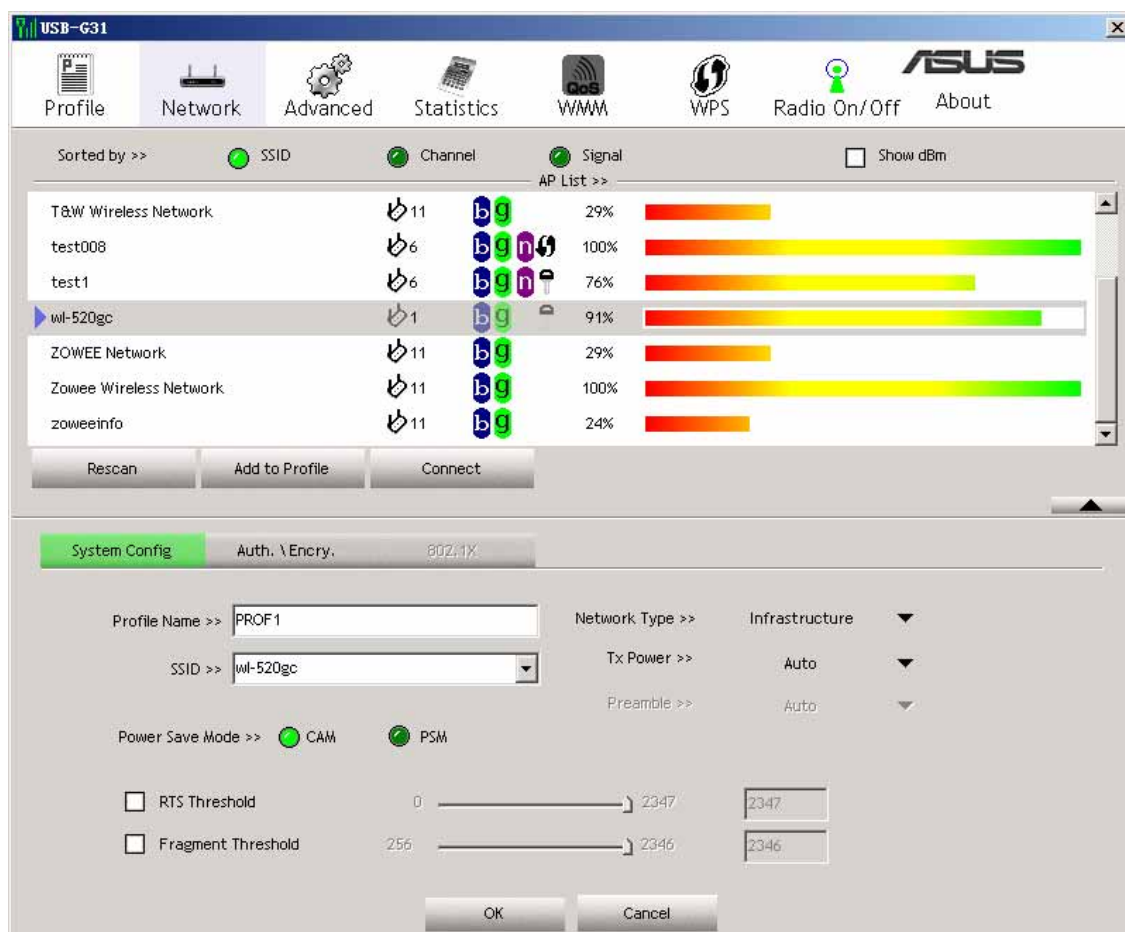 USB-G31
P
Profile
Network
Advanced
Statistics
QoS
WMM
WPS
Radio On/Off
ASUS
About
Sorted by >> SSID Channel Signal Show dBm
AP List >>
T&W Wireless Network 11 b g 29%
test008 6 b g n 100%
test1 6 b g n 76%
wl-520gc 1 b g 91%
ZOWEE Network 11 b g 29%
Zowee Wireless Network 11 b g 100%
zoweeinfo 11 b g 24%
Rescan Add to Profile Connect
System Config Auth. \ Encry. 802.1X
Profile Name >> PROF1 Network Type >> Infrastructure
SSID >> wl-520gc Tx Power >> Auto
Preamble >> Auto
Power Save Mode >> CAM PSM
RTS Threshold 0 2347 2347
Fragment Threshold 256 2346 2346
OK Cancel